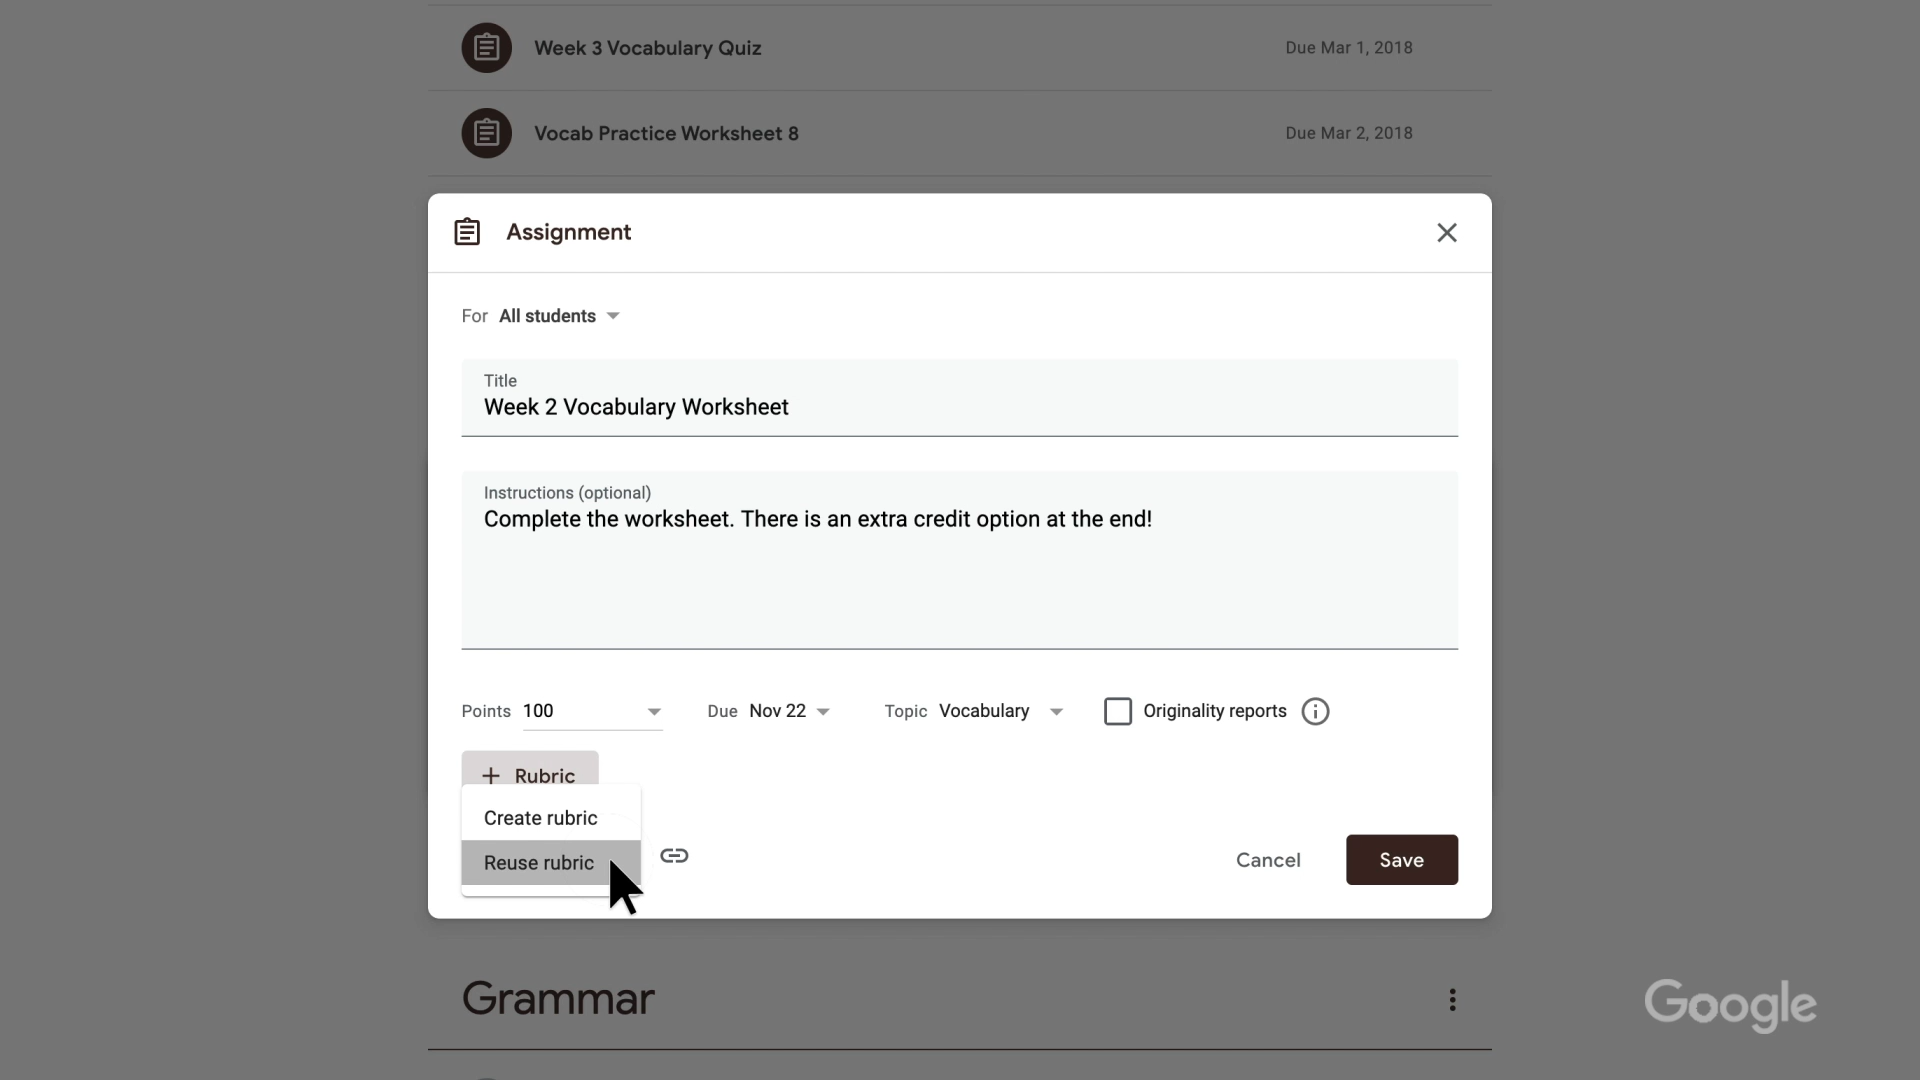 Week 3 Vocabulary Quiz
Due Mar 1, 2018
Vocab Practice Worksheet 8
Due Mar 2, 2018
Assignment
For All students
Title
Week 2 Vocabulary Worksheet
Instructions (optional)
Complete the worksheet. There is an extra credit option at the end!
Points 100
Due Nov 22
Topic Vocabulary
Originality reports
Rubric
Create rubric
Reuse rubric
Cancel
Save
Grammar
Google